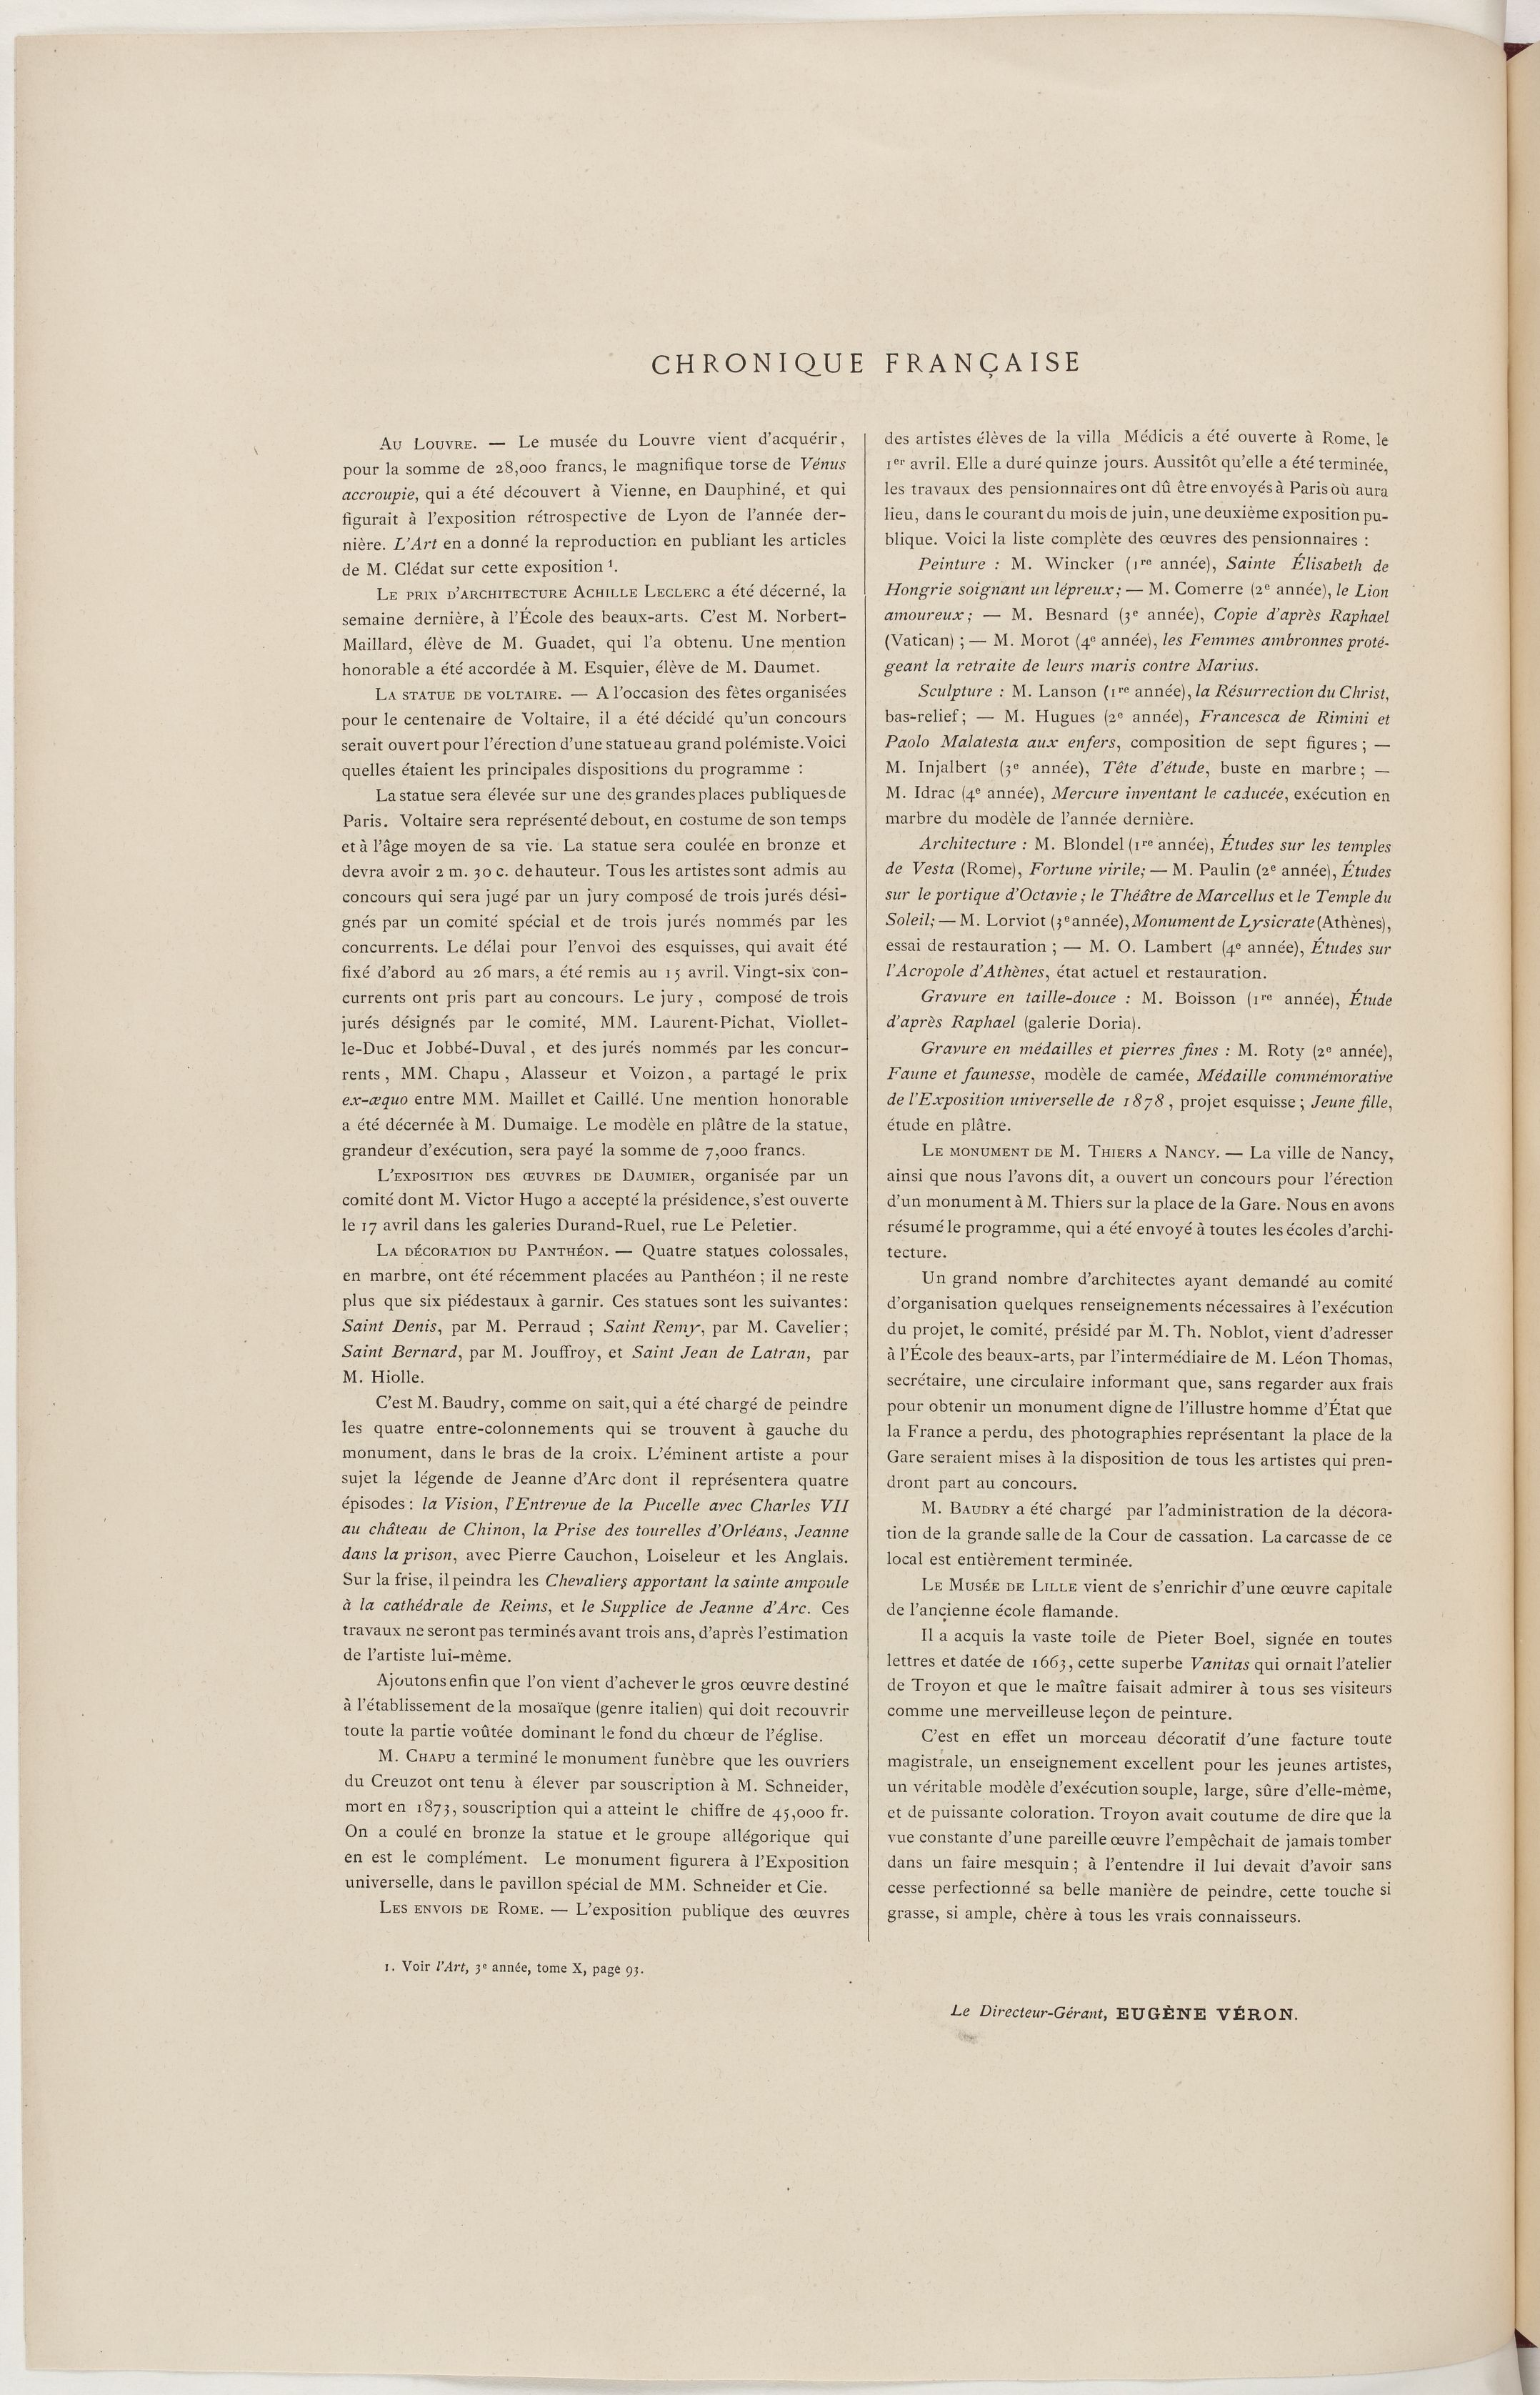 CHRONIQUE FRANÇAISE
Au Louvre. — Le musée du Louvre vient d'acquérir,
pour la somme de 28,000 francs, le magnifique torse de Vénus
accroupie, qui a été découvert à Vienne, en Dauphiné, et qui
figurait à l'exposition rétrospective de Lyon de l'année der-
nière. L'Art en a donné la reproduction en publiant les articles
de M. Clédat sur cette exposition ¹.
Le prix d'architecture Achille Leclerc a été décerné, la
semaine dernière, à l'École des beaux-arts. C'est M. Norbert-
Maillard, élève de M. Guadet, qui l'a obtenu. Une mention
honorable a été accordée à M. Esquier, élève de M. Daumet.
La statue de voltaire. — A l'occasion des fêtes organisées
pour le centenaire de Voltaire, il a été décidé qu'un concours
serait ouvert pour l'érection d'une statue au grand polémiste. Voici
quelles étaient les principales dispositions du programme :
La statue sera élevée sur une des grandes places publiques de
Paris. Voltaire sera représenté debout, en costume de son temps
et à l'âge moyen de sa vie. La statue sera coulée en bronze et
devra avoir 2 m. 30 c. de hauteur. Tous les artistes sont admis au
concours qui sera jugé par un jury composé de trois jurés dési-
gnés par un comité spécial et de trois jurés nommés par les
concurrents. Le délai pour l'envoi des esquisses, qui avait été
fixé d'abord au 26 mars, a été remis au 15 avril. Vingt-six con-
currents ont pris part au concours. Le jury, composé de trois
jurés désignés par le comité, MM. Laurent-Pichat, Viollet-
le-Duc et Jobbé-Duval, et des jurés nommés par les concur-
rents, MM. Chapu, Alasseur et Voizon, a partagé le prix
ex-æquo entre MM. Maillet et Caillé. Une mention honorable
a été décernée à M. Dumaige. Le modèle en plâtre de la statue,
grandeur d'exécution, sera payé la somme de 7,000 francs.
L'exposition des œuvres de Daumier, organisée par un
comité dont M. Victor Hugo a accepté la présidence, s'est ouverte
le 17 avril dans les galeries Durand-Ruel, rue Le Peletier.
La décoration du Panthéon. — Quatre statues colossales,
en marbre, ont été récemment placées au Panthéon ; il ne reste
plus que six piédestaux à garnir. Ces statues sont les suivantes :
Saint Denis, par M. Perraud ; Saint Remy, par M. Cavelier ;
Saint Bernard, par M. Jouffroy, et Saint Jean de Latran, par
M. Hiolle.
C'est M. Baudry, comme on sait, qui a été chargé de peindre
les quatre entre-colonnements qui se trouvent à gauche du
monument, dans le bras de la croix. L'éminent artiste a pour
sujet la légende de Jeanne d'Arc dont il représentera quatre
épisodes : la Vision, l'Entrevue de la Pucelle avec Charles VII
au château de Chinon, la Prise des tourelles d'Orléans, Jeanne
dans la prison, avec Pierre Cauchon, Loiseleur et les Anglais.
Sur la frise, il peindra les Chevaliers apportant la sainte ampoule
à la cathédrale de Reims, et le Supplice de Jeanne d'Arc. Ces
travaux ne seront pas terminés avant trois ans, d'après l'estimation
de l'artiste lui-même.
Ajoutons enfin que l'on vient d'achever le gros œuvre destiné
à l'établissement de la mosaïque (genre italien) qui doit recouvrir
toute la partie voûtée dominant le fond du chœur de l'église.
M. Chapu a terminé le monument funèbre que les ouvriers
du Creuzot ont tenu à élever par souscription à M. Schneider,
mort en 1873, souscription qui a atteint le chiffre de 45,000 fr.
On a coulé en bronze la statue et le groupe allégorique qui
en est le complément. Le monument figurera à l'Exposition
universelle, dans le pavillon spécial de MM. Schneider et Cie.
Les envois de Rome. — L'exposition publique des œuvres
1. Voir l'Art, 3e année, tome X, page 93.
des artistes élèves de la villa Médicis a été ouverte à Rome, le
1er avril. Elle a duré quinze jours. Aussitôt qu'elle a été terminée,
les travaux des pensionnaires ont dû être envoyés à Paris où aura
lieu, dans le courant du mois de juin, une deuxième exposition pu-
blique. Voici la liste complète des œuvres des pensionnaires :
Peinture : M. Wincker (1re année), Sainte Élisabeth de
Hongrie soignant un lépreux ; — M. Comerre (2e année), le Lion
amoureux ; — M. Besnard (3e année), Copie d'après Raphael
(Vatican) ; — M. Morot (4e année), les Femmes ambronnes proté-
geant la retraite de leurs maris contre Marius.
Sculpture : M. Lanson (1re année), la Résurrection du Christ,
bas-relief ; — M. Hugues (2e année), Francesca de Rimini et
Paolo Malatesta aux enfers, composition de sept figures ; —
M. Injalbert (3e année), Tête d'étude, buste en marbre ; —
M. Idrac (4e année), Mercure inventant le caducée, exécution en
marbre du modèle de l'année dernière.
Architecture : M. Blondel (1re année), Études sur les temples
de Vesta (Rome), Fortune virile ; — M. Paulin (2e année), Études
sur le portique d'Octavie ; le Théâtre de Marcellus et le Temple du
Soleil ; — M. Lorviot (3e année), Monument de Lysicrate (Athènes),
essai de restauration ; — M. O. Lambert (4e année), Études sur
l'Acropole d'Athènes, état actuel et restauration.
Gravure en taille-douce : M. Boisson (1re année), Étude
d'après Raphael (galerie Doria).
Gravure en médailles et pierres fines : M. Roty (2e année),
Faune et faunesse, modèle de camée, Médaille commémorative
de l'Exposition universelle de 1878, projet esquisse ; Jeune fille,
étude en plâtre.
Le monument de M. Thiers a Nancy. — La ville de Nancy,
ainsi que nous l'avons dit, a ouvert un concours pour l'érection
d'un monument à M. Thiers sur la place de la Gare. Nous en avons
résumé le programme, qui a été envoyé à toutes les écoles d'archi-
tecture.
Un grand nombre d'architectes ayant demandé au comité
d'organisation quelques renseignements nécessaires à l'exécution
du projet, le comité, présidé par M. Th. Noblot, vient d'adresser
à l'École des beaux-arts, par l'intermédiaire de M. Léon Thomas,
secrétaire, une circulaire informant que, sans regarder aux frais
pour obtenir un monument digne de l'illustre homme d'État que
la France a perdu, des photographies représentant la place de la
Gare seraient mises à la disposition de tous les artistes qui pren-
dront part au concours.
M. Baudry a été chargé par l'administration de la décora-
tion de la grande salle de la Cour de cassation. La carcasse de ce
local est entièrement terminée.
Le Musée de Lille vient de s'enrichir d'une œuvre capitale
de l'ancienne école flamande.
Il a acquis la vaste toile de Pieter Boel, signée en toutes
lettres et datée de 1663, cette superbe Vanitas qui ornait l'atelier
de Troyon et que le maître faisait admirer à tous ses visiteurs
comme une merveilleuse leçon de peinture.
C'est en effet un morceau décoratif d'une facture toute
magistrale, un enseignement excellent pour les jeunes artistes,
un véritable modèle d'exécution souple, large, sûre d'elle-même,
et de puissante coloration. Troyon avait coutume de dire que la
vue constante d'une pareille œuvre l'empêchait de jamais tomber
dans un faire mesquin ; à l'entendre il lui devait d'avoir sans
cesse perfectionné sa belle manière de peindre, cette touche si
grasse, si ample, chère à tous les vrais connaisseurs.
Le Directeur-Gérant, EUGÈNE VÉRON.